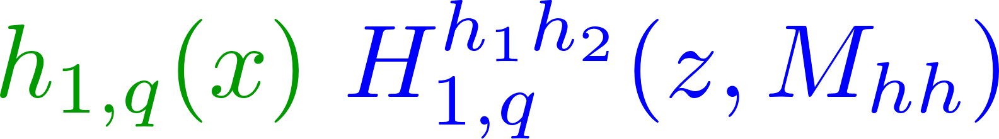 $h_{1,q}(x) \; H_{1,q}^{h_1 h_2}(z, M_{hh})$